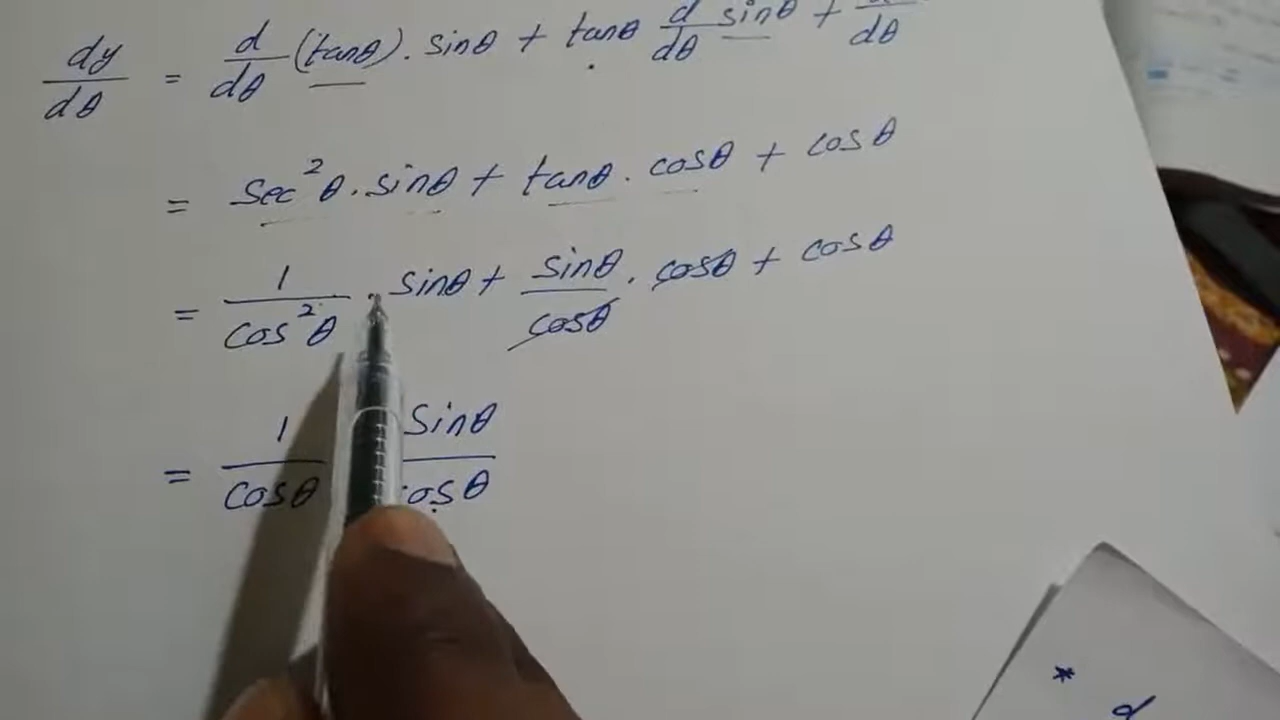 dy/dθ = d/dθ (tanθ) . sinθ + tanθ d/dθ sinθ + d/dθ
= sec²θ . sinθ + tanθ . cosθ + cosθ
= 1/cos²θ . sinθ + sinθ/cosθ . cosθ + cosθ
= 1/cosθ sinθ/cosθ
* d